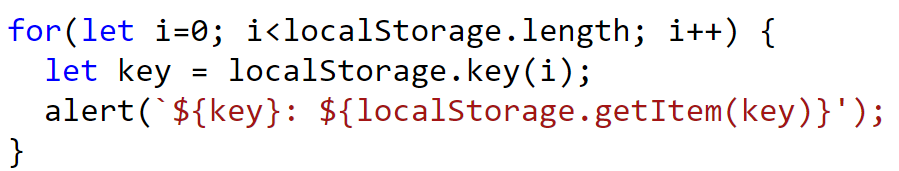 for(let i=0; i<localStorage.length; i++) {
  let key = localStorage.key(i);
  alert(`${key}: ${localStorage.getItem(key)}');
}